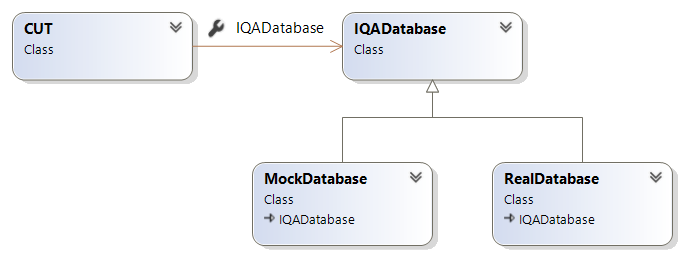 CUT
Class
IQADatabase
IQADatabase
Class
MockDatabase
Class
IQADatabase
RealDatabase
Class
IQADatabase